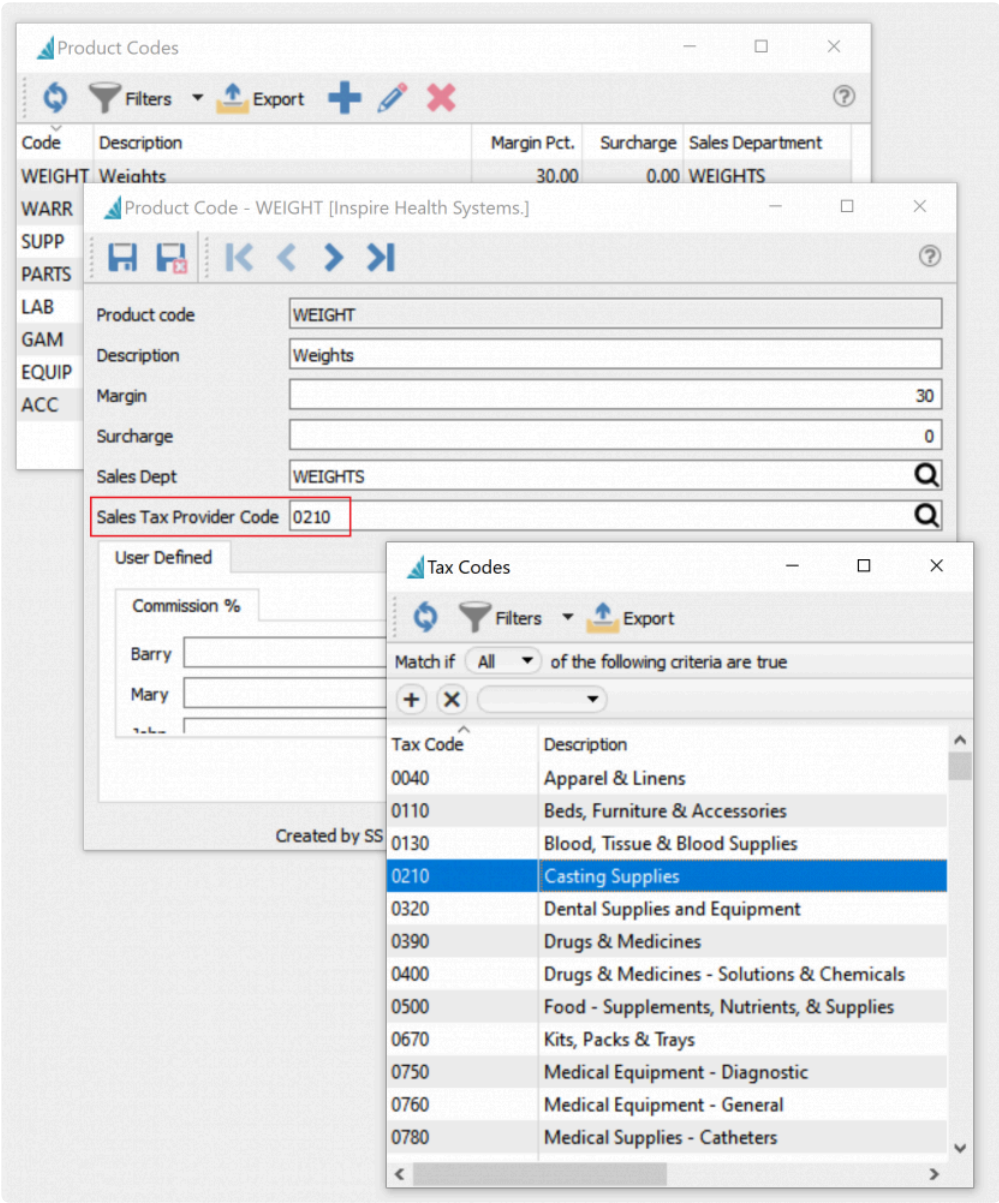 Product Codes
Filters Export
Code Description Margin Pct. Surcharge Sales Department
WEIGHT Weights 30.00 0.00 WEIGHTS
WARR
SUPP
PARTS
LAB
GAM
EQUIP
ACC
Product Code - WEIGHT [Inspire Health Systems.]
Product code WEIGHT
Description Weights
Margin 30
Surcharge 0
Sales Dept WEIGHTS
Sales Tax Provider Code 0210
User Defined
Commission %
Barry
Mary
John
Created by SS
Tax Codes
Filters Export
Match if All of the following criteria are true
Tax Code Description
0040 Apparel & Linens
0110 Beds, Furniture & Accessories
0130 Blood, Tissue & Blood Supplies
0210 Casting Supplies
0320 Dental Supplies and Equipment
0390 Drugs & Medicines
0400 Drugs & Medicines - Solutions & Chemicals
0500 Food - Supplements, Nutrients, & Supplies
0670 Kits, Packs & Trays
0750 Medical Equipment - Diagnostic
0760 Medical Equipment - General
0780 Medical Supplies - Catheters